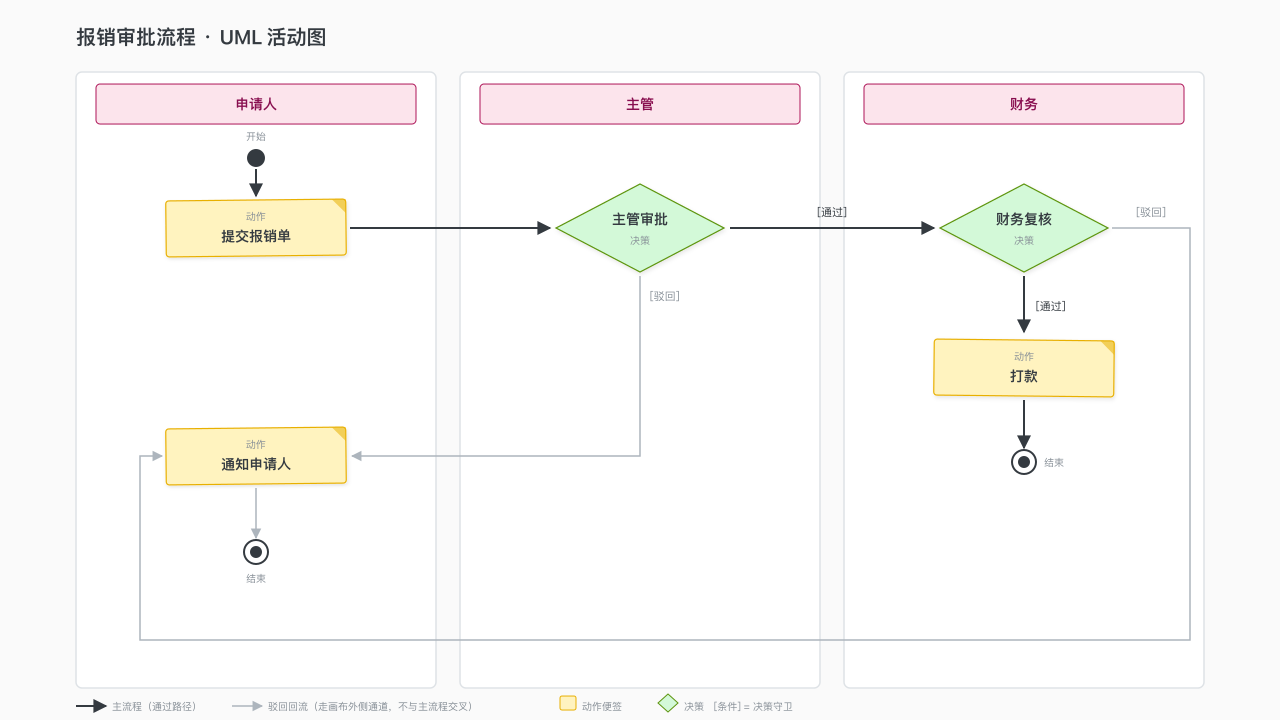 报销审批流程 · UML 活动图
申请人
主管
财务
开始
动作
提交报销单
主管审批
决策
[通过]
财务复核
决策
[驳回]
[驳回]
[通过]
动作
打款
动作
通知申请人
结束
结束
主流程（通过路径）
驳回回流（走画布外侧通道，不与主流程交叉）
动作便签
决策 [条件] = 决策守卫